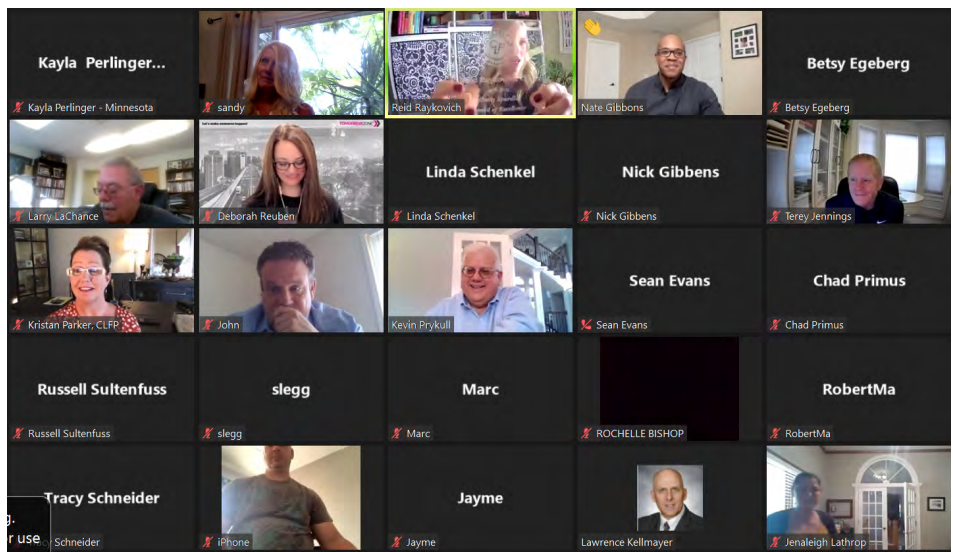 Kayla Perlinger...
Kayla Perlinger - Minnesota
sandy
Reid Raykovich
Nate Gibbons
Betsy Egeberg
Betsy Egeberg
Larry LaChance
Deborah Reuben
Linda Schenkel
Linda Schenkel
Nick Gibbens
Nick Gibbens
Terey Jennings
Kristan Parker, CLFP
John
Kevin Prykull
Sean Evans
Sean Evans
Chad Primus
Chad Primus
Russell Sultenfuss
Russell Sultenfuss
slegg
slegg
Marc
Marc
ROCHELLE BISHOP
RobertMa
RobertMa
Tracy Schneider
Schneider
g.
r use
iPhone
Jayme
Jayme
Lawrence Kellmayer
Jenaleigh Lathrop